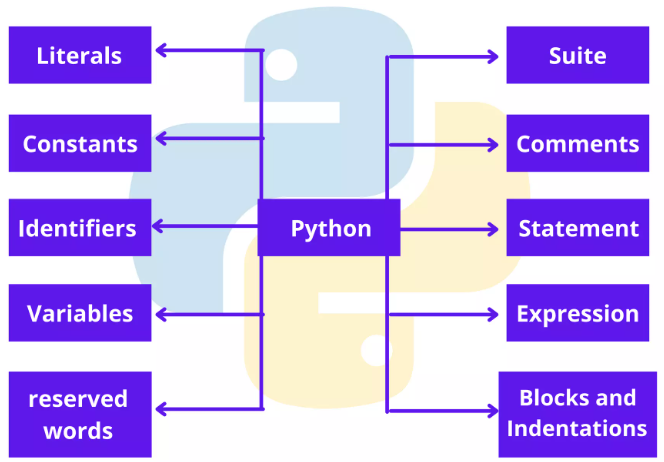 Literals
Constants
Identifiers
Variables
reserved
words
Python
Suite
Comments
Statement
Expression
Blocks and
Indentations